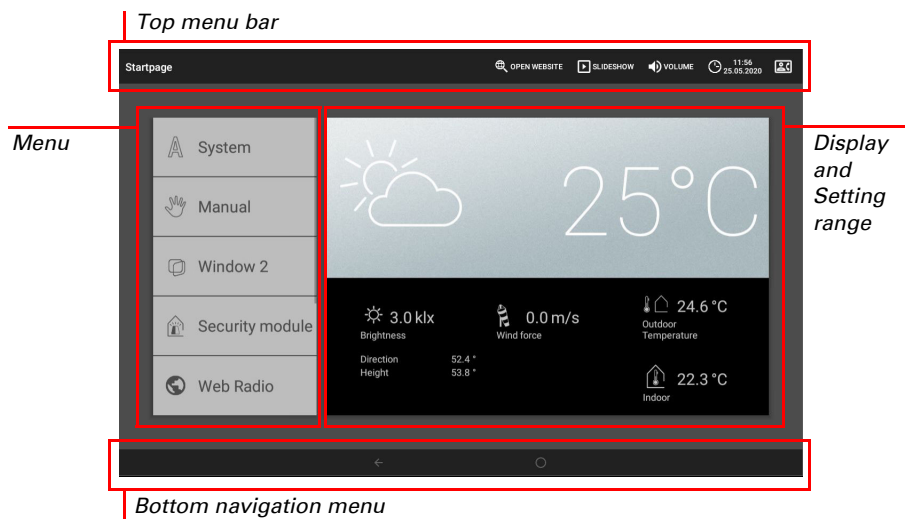 Top menu bar
Startpage
OPEN WEBSITE
SLIDESHOW
VOLUME
11:56
25.05.2020
Menu
System
Manual
Window 2
Security module
Web Radio
25°C
3.0 klx
Brightness
Direction 52.4 °
Height 53.8 °
0.0 m/s
Wind force
24.6 °C
Outdoor
Temperature
22.3 °C
Indoor
Display
and
Setting
range
Bottom navigation menu